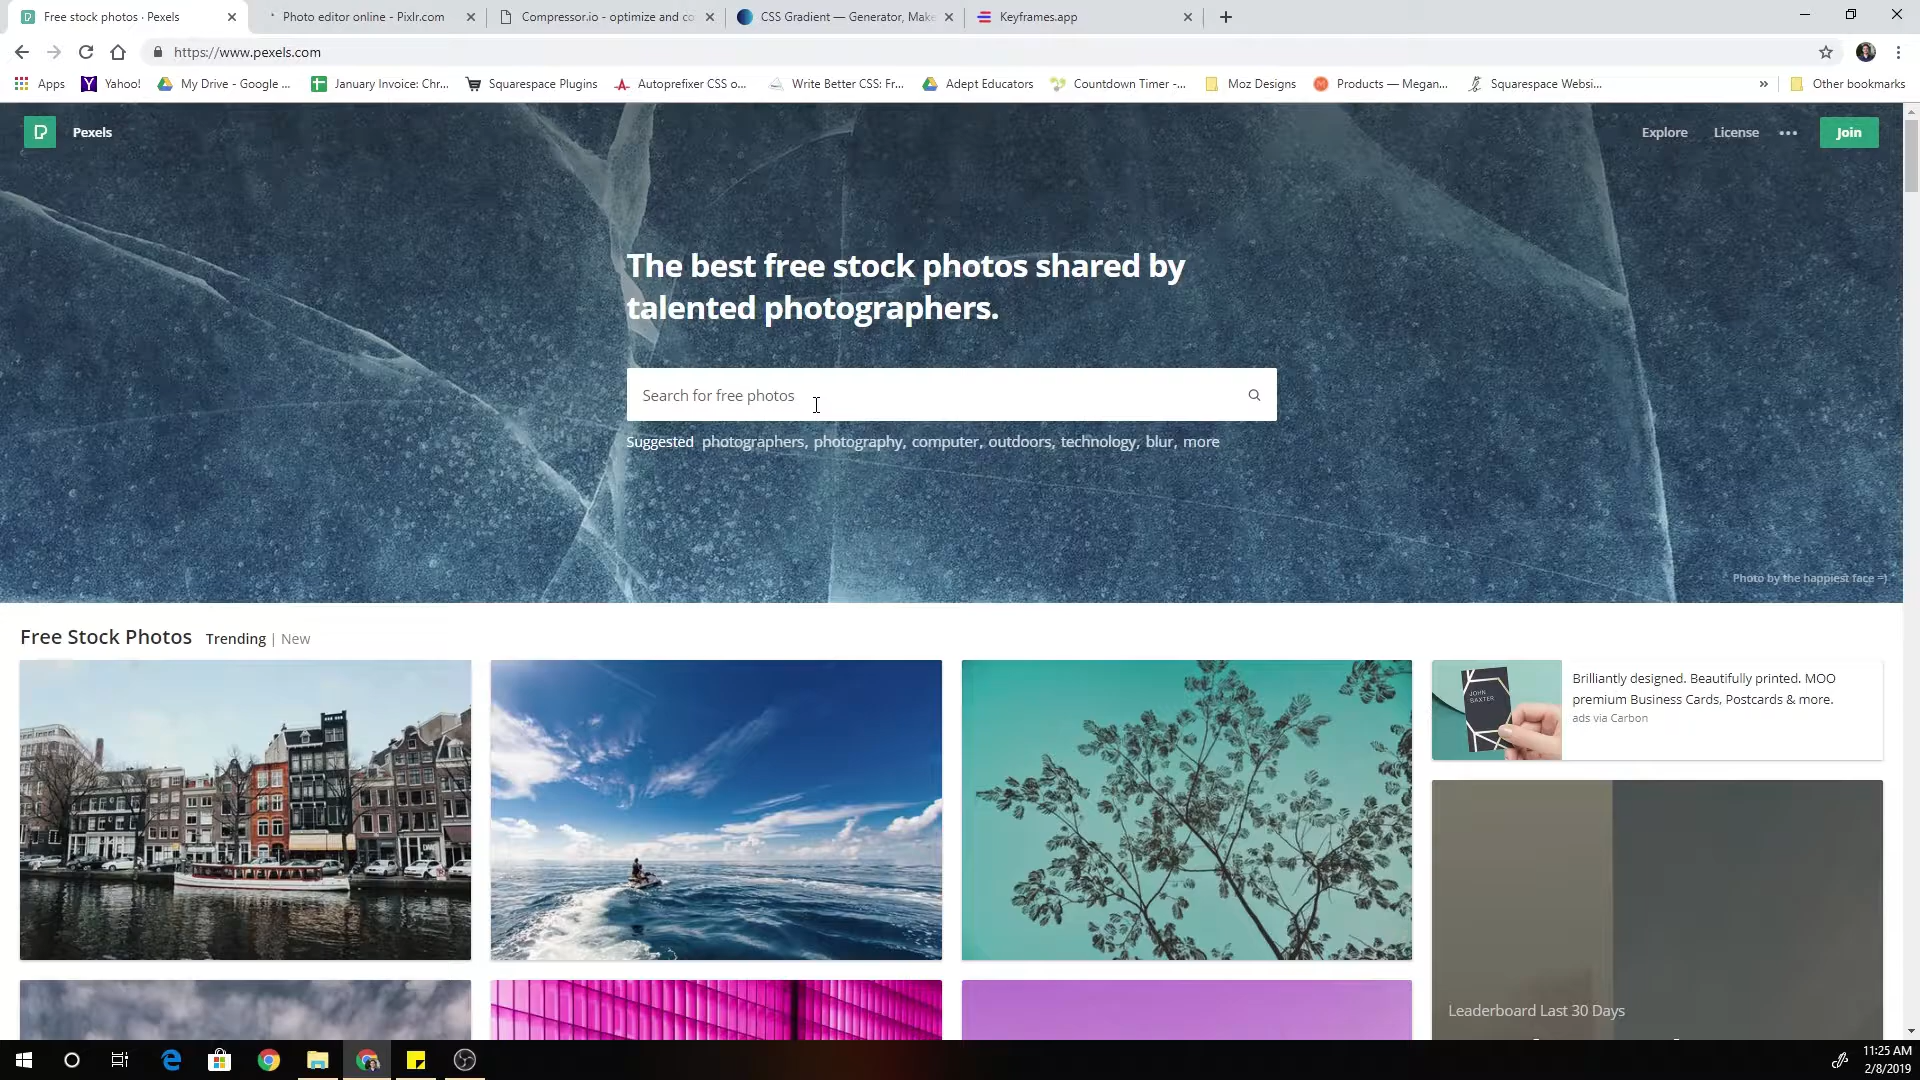 Free stock photos · Pexels
Photo editor online - Pixlr.com
Compressor.io - optimize and co
CSS Gradient — Generator, Make
Keyframes.app
https://www.pexels.com
Apps
Yahoo!
My Drive - Google ...
January Invoice: Chr...
Squarespace Plugins
Autoprefixer CSS o...
Write Better CSS: Fr...
Adept Educators
Countdown Timer -...
Moz Designs
Products — Megan...
Squarespace Websi...
»
Other bookmarks
Pexels
Explore
License
Join
The best free stock photos shared by
talented photographers.
Search for free photos
Suggested photographers, photography, computer, outdoors, technology, blur, more
Photo by the happiest face =)
Free Stock Photos Trending | New
JOHN
BAXTER
Brilliantly designed. Beautifully printed. MOO
premium Business Cards, Postcards & more.
ads via Carbon
Leaderboard Last 30 Days
11:25 AM
2/8/2019